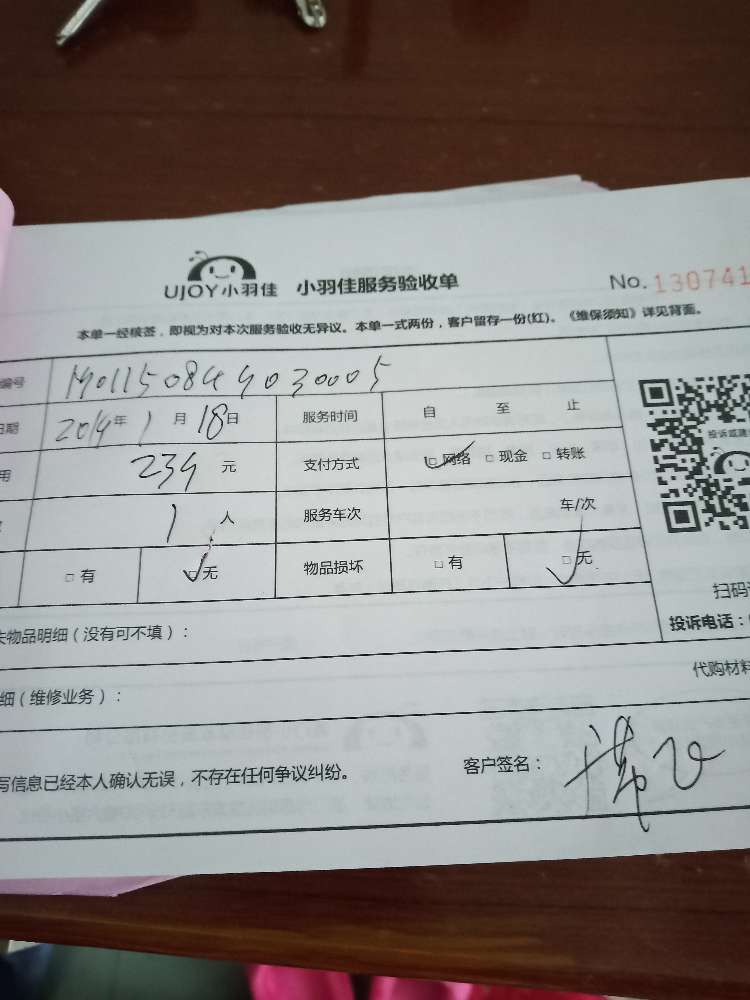 UJOY小羽佳 小羽佳服务验收单 No.130741
本单一经核签，即视为对本次服务验收无异议。本单一式两份，客户留存一份(红)。《维保须知》详见背面。
编号
日期 2019年 1月 18日 服务时间 自 至 止
用 234 元 支付方式 □网络 □现金 □转账
1 人 服务车次 车/次
□有 □无 物品损坏 □有 □无
失物品明细（没有可不填）：
扫码
投诉电话：
细（维修业务）： 代购材料
写信息已经本人确认无误，不存在任何争议纠纷。 客户签名：